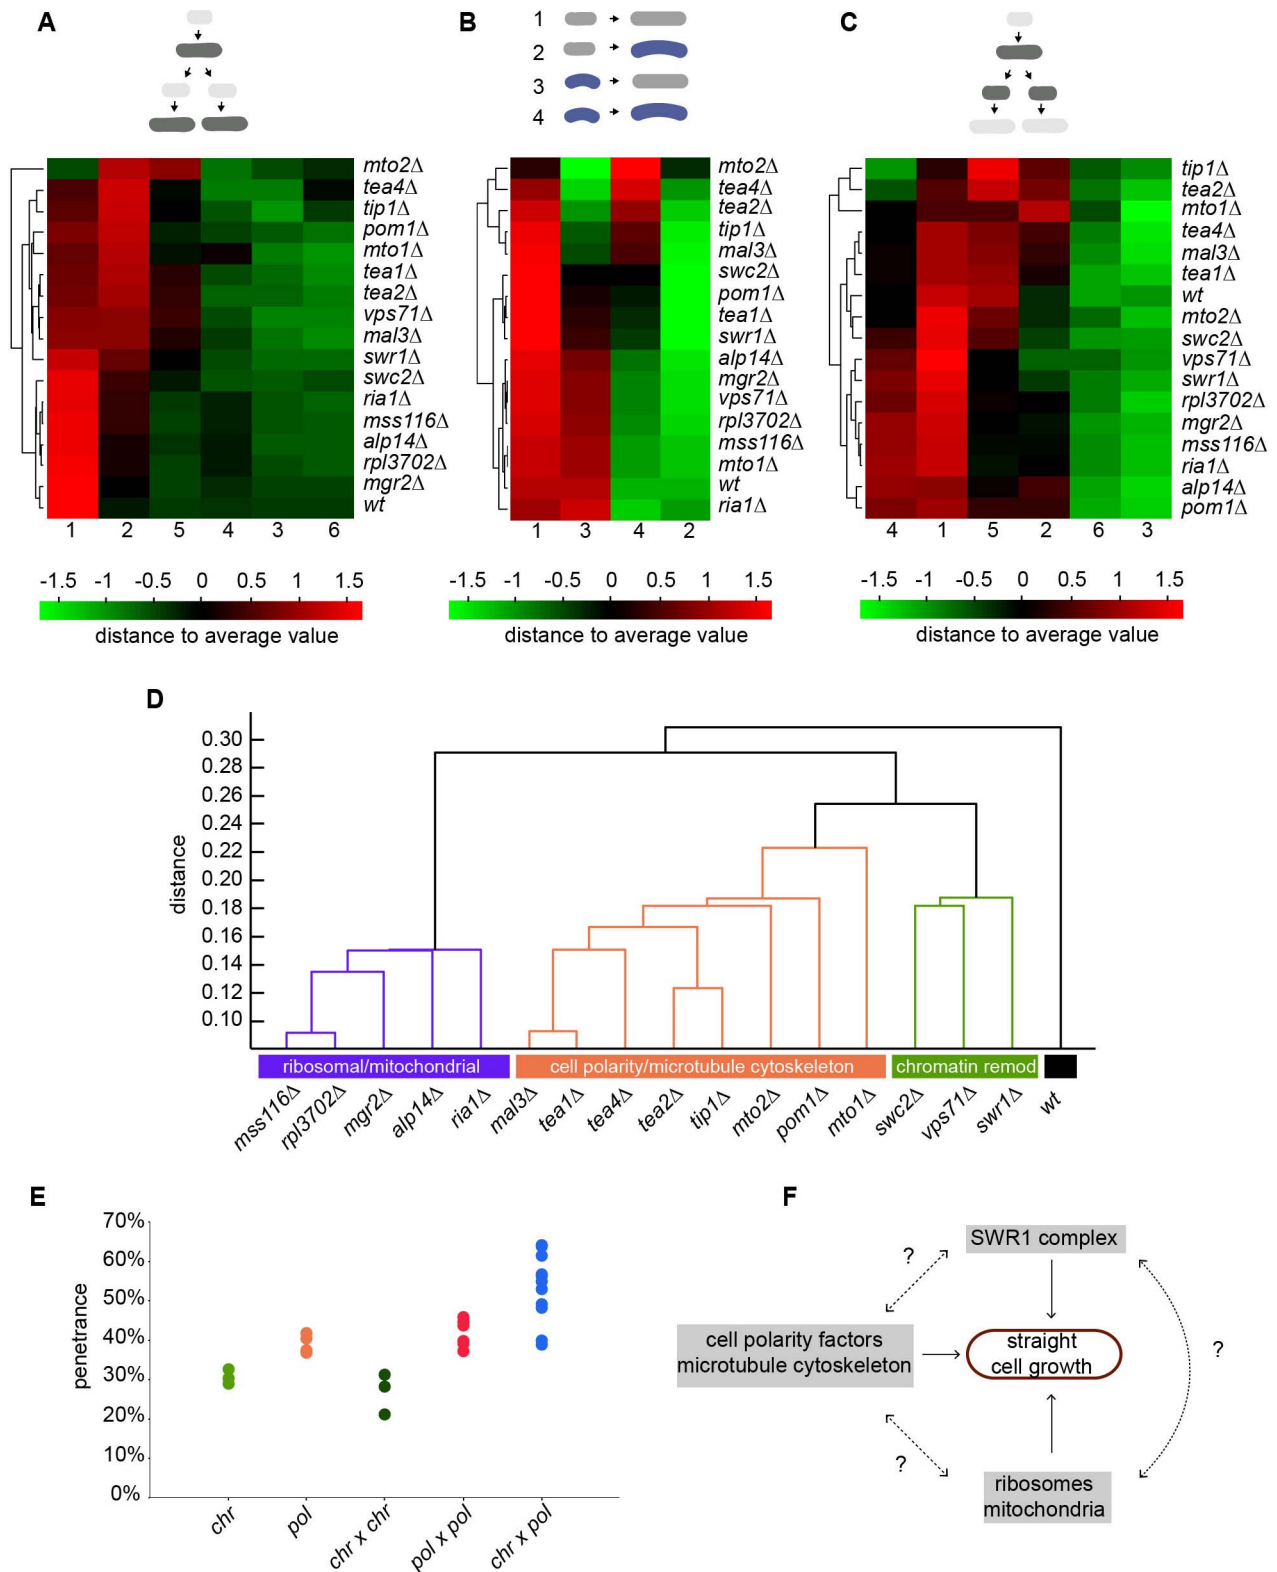 A
B
C
1
2
3
4
mto2Δ
tea4Δ
tip1Δ
pom1Δ
mto1Δ
tea1Δ
tea2Δ
vps71Δ
mal3Δ
swr1Δ
swc2Δ
ria1Δ
mss116Δ
alp14Δ
rpl3702Δ
mgr2Δ
wt
1 2 5 4 3 6
-1.5 -1 -0.5 0 0.5 1 1.5
distance to average value
mto2Δ
tea4Δ
tea2Δ
tip1Δ
mal3Δ
swc2Δ
pom1Δ
tea1Δ
swr1Δ
alp14Δ
mgr2Δ
vps71Δ
rpl3702Δ
mss116Δ
mto1Δ
wt
ria1Δ
1 3 4 2
-1.5 -1 -0.5 0 0.5 1 1.5
distance to average value
tip1Δ
tea2Δ
mto1Δ
tea4Δ
mal3Δ
tea1Δ
wt
mto2Δ
swc2Δ
vps71Δ
swr1Δ
rpl3702Δ
mgr2Δ
mss116Δ
ria1Δ
alp14Δ
pom1Δ
4 1 5 2 6 3
-1.5 -1 -0.5 0 0.5 1 1.5
distance to average value
D
distance
0.30
0.28
0.26
0.24
0.22
0.20
0.18
0.16
0.14
0.12
0.10
ribosomal/mitochondrial
cell polarity/microtubule cytoskeleton
chromatin remod
mss116Δ
rpl3702Δ
mgr2Δ
alp14Δ
ria1Δ
mal3Δ
tea1Δ
tea4Δ
tea2Δ
tip1Δ
mto2Δ
pom1Δ
mto1Δ
swc2Δ
vps71Δ
swr1Δ
wt
E
penetrance
70%
60%
50%
40%
30%
20%
10%
0%
chr
pol
chr x chr
pol x pol
chr x pol
F
SWR1 complex
?
cell polarity factors
microtubule cytoskeleton
straight
cell growth
?
?
ribosomes
mitochondria